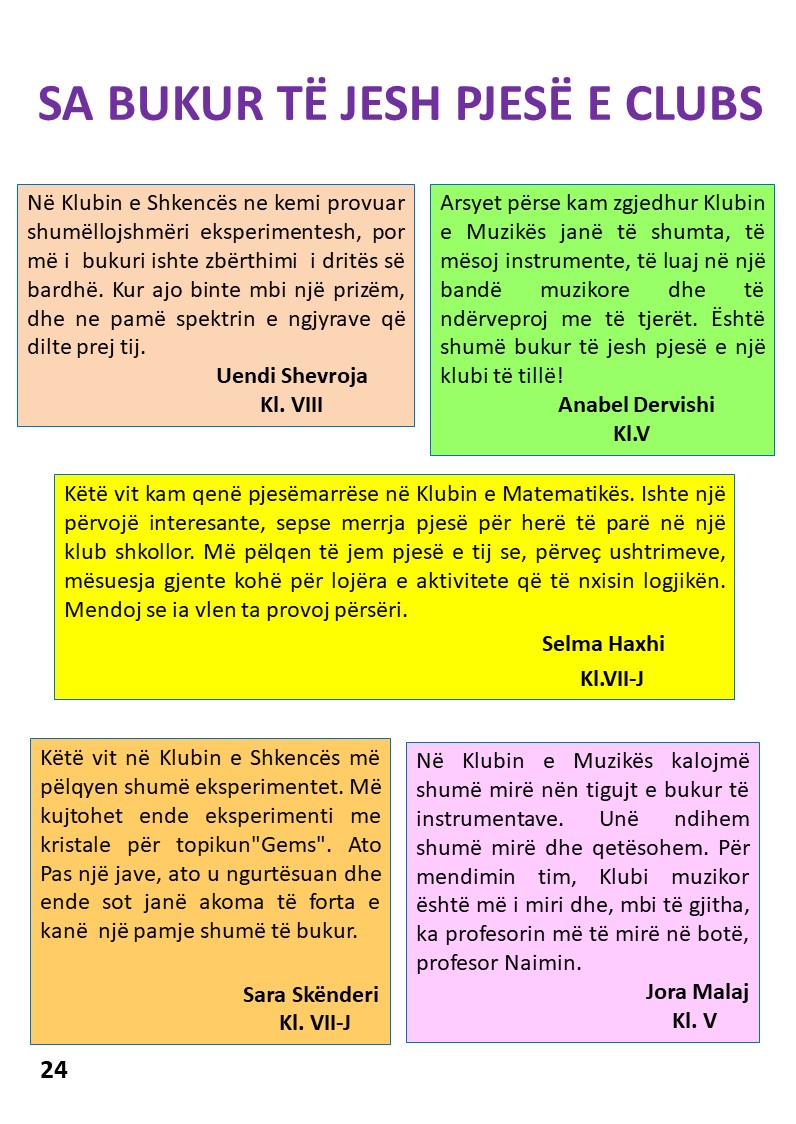 SA BUKUR TË JESH PJESË E CLUBS
Në Klubin e Shkencës ne kemi provuar
shumëllojshmëri eksperimentesh, por
më i bukuri ishte zbërthimi i dritës së
bardhë. Kur ajo binte mbi një prizëm,
dhe ne pamë spektrin e ngjyrave që
dilte prej tij.
Uendi Shevroja
Kl. VIII
Arsyet përse kam zgjedhur Klubin
e Muzikës janë të shumta, të
mësoj instrumente, të luaj në një
bandë muzikore dhe të
ndërveproj me të tjerët. Është
shumë bukur të jesh pjesë e një
klubi të tillë!
Anabel Dervishi
Kl.V
Këtë vit kam qenë pjesëmarrëse në Klubin e Matematikës. Ishte një
përvojë interesante, sepse merrja pjesë për herë të parë në një
klub shkollor. Më pëlqen të jem pjesë e tij se, përveç ushtrimeve,
mësuesja gjente kohë për lojëra e aktivitete që të nxisin logjikën.
Mendoj se ia vlen ta provoj përsëri.
Selma Haxhi
Kl.VII-J
Këtë vit në Klubin e Shkencës më
pëlqyen shumë eksperimentet. Më
kujtohet ende eksperimenti me
kristale për topikun"Gems". Ato
Pas një jave, ato u ngurtësuan dhe
ende sot janë akoma të forta e
kanë një pamje shumë të bukur.
Sara Skënderi
Kl. VII-J
Në Klubin e Muzikës kalojmë
shumë mirë nën tigujt e bukur të
instrumentave. Unë ndihem
shumë mirë dhe qetësohem. Për
mendimin tim, Klubi muzikor
është më i miri dhe, mbi të gjitha,
ka profesorin më të mirë në botë,
profesor Naimin.
Jora Malaj
Kl. V
24